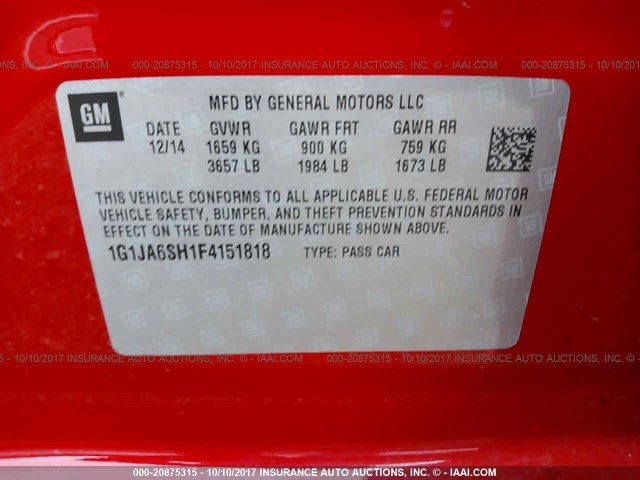 000-20875315 - 10/10/2017 INSURANCE AUTO AUCTIONS, INC. © - IAAI.COM
GM
MFD BY GENERAL MOTORS LLC
DATE GVWR GAWR FRT GAWR RR
12/14 1659 KG 900 KG 759 KG
3657 LB 1984 LB 1673 LB
THIS VEHICLE CONFORMS TO ALL APPLICABLE U.S. FEDERAL MOTOR
VEHICLE SAFETY, BUMPER, AND THEFT PREVENTION STANDARDS IN
EFFECT ON THE DATE OF MANUFACTURE SHOWN ABOVE.
1G1JA6SH1F4151818 TYPE: PASS CAR
000-20875315 - 10/10/2017 INSURANCE AUTO AUCTIONS, INC. © - IAAI.COM
000-20875315 - 10/10/2017 INSURANCE AUTO AUCTIONS, INC. © - IAAI.COM